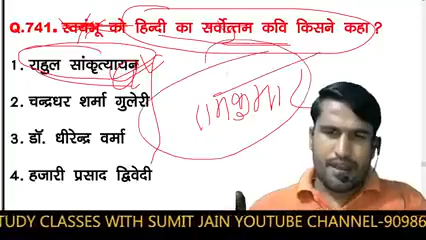 Q.741. स्वयंभू को हिन्दी का सर्वोत्तम कवि किसने कहा ?
1. राहुल सांकृत्यायन
2. चन्द्रधर शर्मा गुलेरी
3. डॉ. धीरेन्द्र वर्मा
4. हजारी प्रसाद द्विवेदी
STUDY CLASSES WITH SUMIT JAIN YOUTUBE CHANNEL-90986